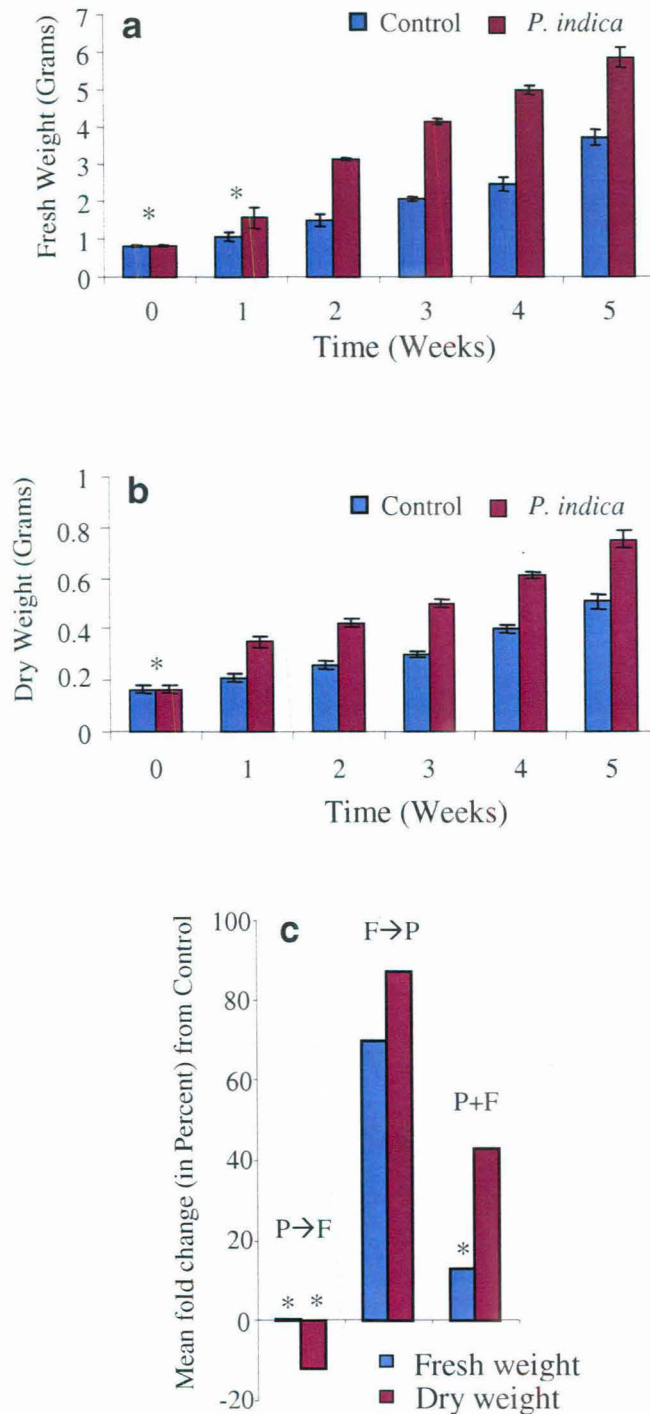 a
Control P. indica
Fresh Weight (Grams)
7
6
5
4
3
2
1
0
* *
0 1 2 3 4 5
Time (Weeks)
b
Control P. indica
Dry Weight (Grams)
1
0.8
0.6
0.4
0.2
0
*
0 1 2 3 4 5
Time (Weeks)
c
Mean fold change (in Percent) from Control
100
80
60
40
20
0
-20
F→P
P+F
P→F
* * *
Fresh weight
Dry weight